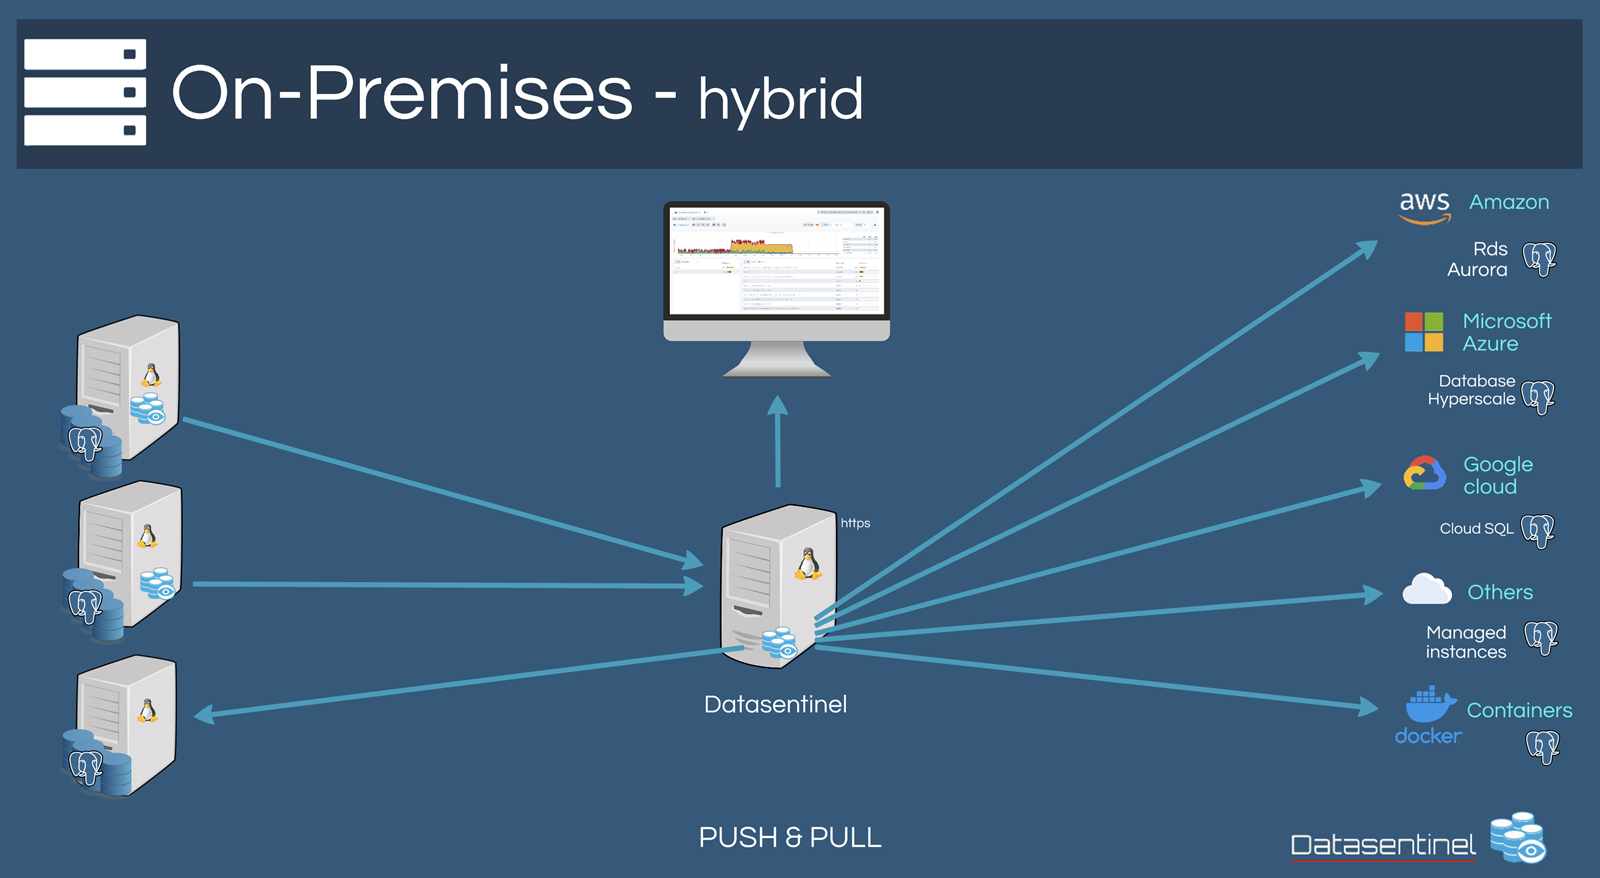 On-Premises - hybrid
aws Amazon
Rds
Aurora
Microsoft
Azure
Database
Hyperscale
Google
cloud
Cloud SQL
https
Others
Managed
instances
Datasentinel
Containers
docker
PUSH & PULL
Datasentinel